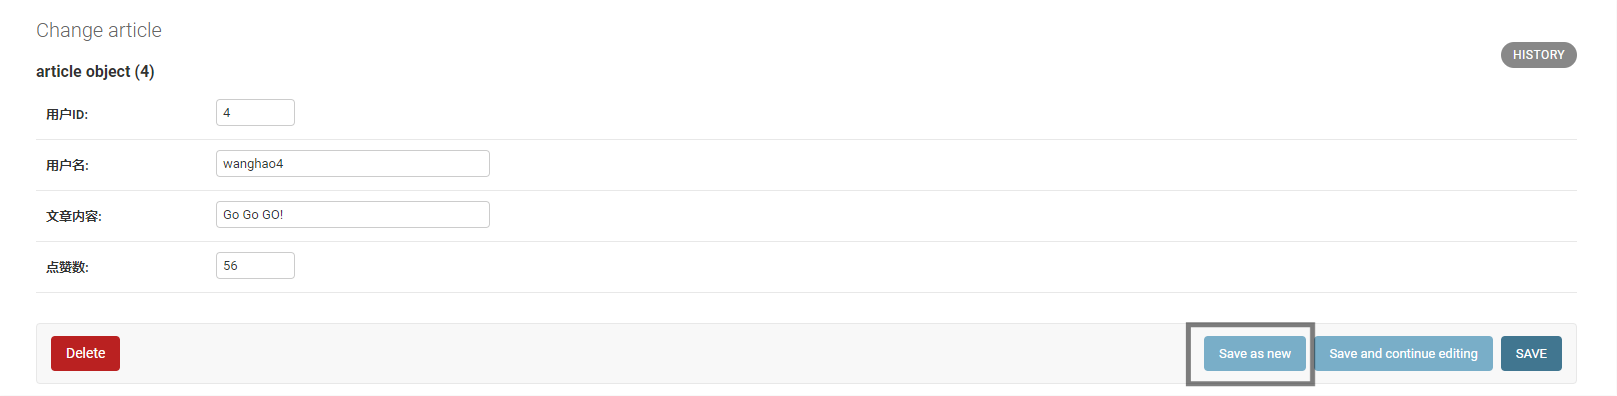 Change article
HISTORY
article object (4)
用户ID: 4
用户名: wanghao4
文章内容: Go Go GO!
点赞数: 56
Delete Save as new Save and continue editing SAVE